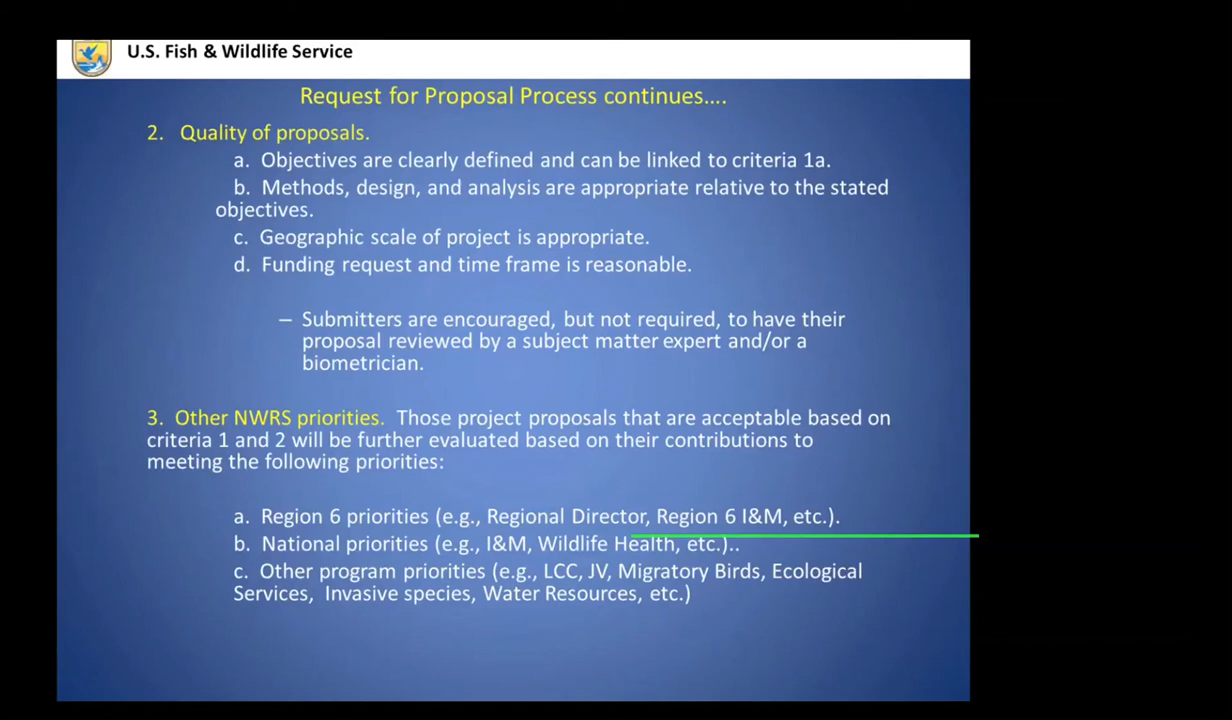 U.S. Fish & Wildlife Service
Request for Proposal Process continues....
2. Quality of proposals.
a. Objectives are clearly defined and can be linked to criteria 1a.
b. Methods, design, and analysis are appropriate relative to the stated
objectives.
c. Geographic scale of project is appropriate.
d. Funding request and time frame is reasonable.
– Submitters are encouraged, but not required, to have their
proposal reviewed by a subject matter expert and/or a
biometrician.
3. Other NWRS priorities. Those project proposals that are acceptable based on
criteria 1 and 2 will be further evaluated based on their contributions to
meeting the following priorities:
a. Region 6 priorities (e.g., Regional Director, Region 6 I&M, etc.).
b. National priorities (e.g., I&M, Wildlife Health, etc.)..
c. Other program priorities (e.g., LCC, JV, Migratory Birds, Ecological
Services, Invasive species, Water Resources, etc.)